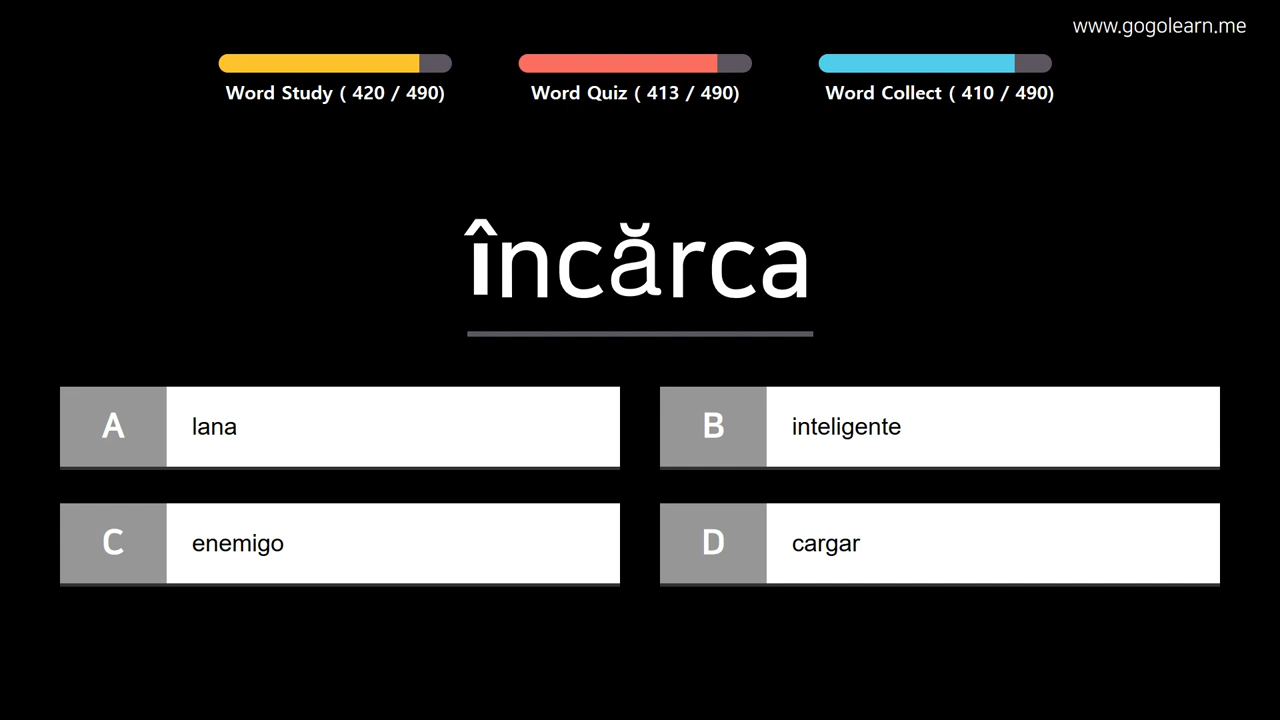 www.gogolearn.me
Word Study ( 420 / 490)
Word Quiz ( 413 / 490)
Word Collect ( 410 / 490)
încărca
A lana
B inteligente
C enemigo
D cargar